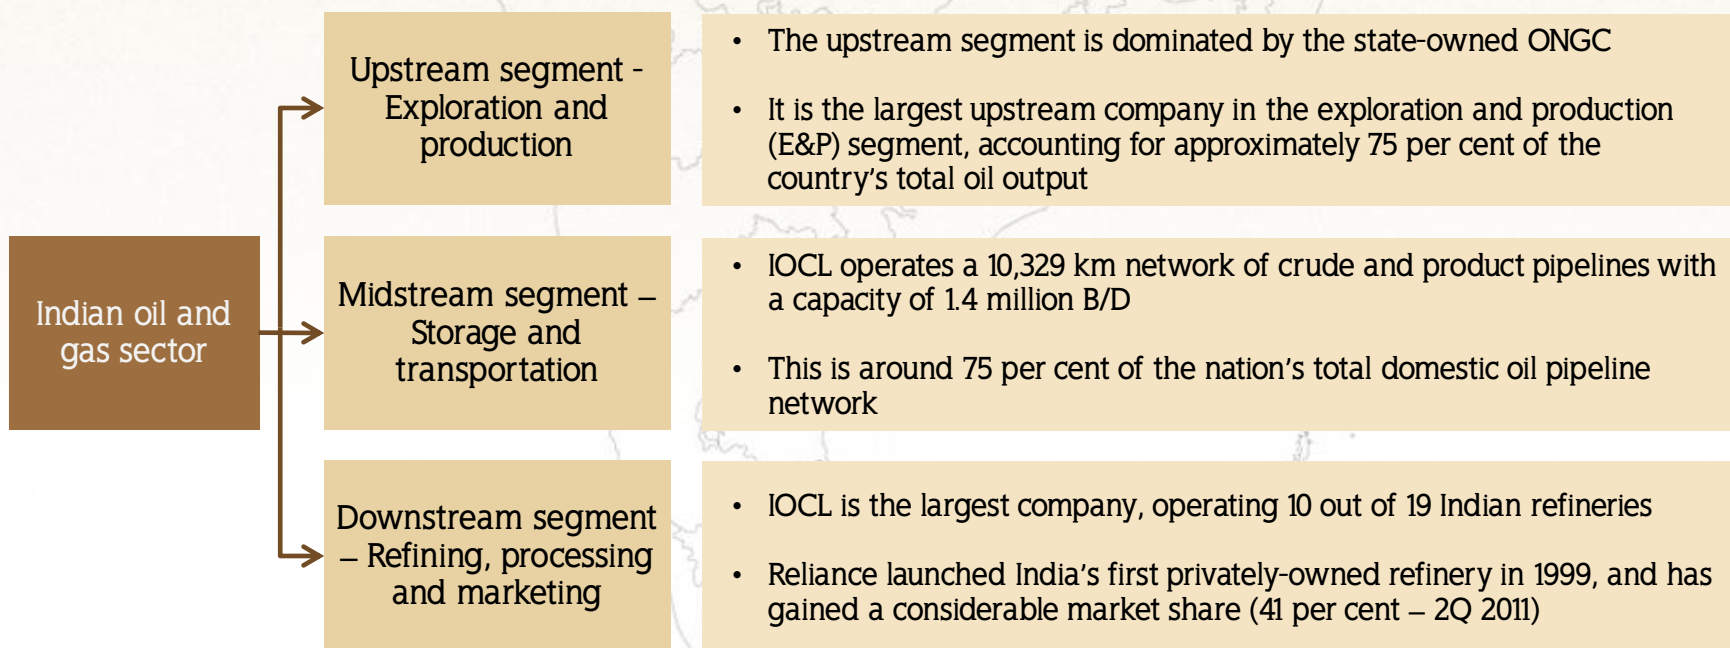 Indian oil and
gas sector
Upstream segment -
Exploration and
production
• The upstream segment is dominated by the state-owned ONGC
• It is the largest upstream company in the exploration and production
(E&P) segment, accounting for approximately 75 per cent of the
country's total oil output
Midstream segment –
Storage and
transportation
• IOCL operates a 10,329 km network of crude and product pipelines with
a capacity of 1.4 million B/D
• This is around 75 per cent of the nation's total domestic oil pipeline
network
Downstream segment
– Refining, processing
and marketing
• IOCL is the largest company, operating 10 out of 19 Indian refineries
• Reliance launched India's first privately-owned refinery in 1999, and has
gained a considerable market share (41 per cent – 2Q 2011)